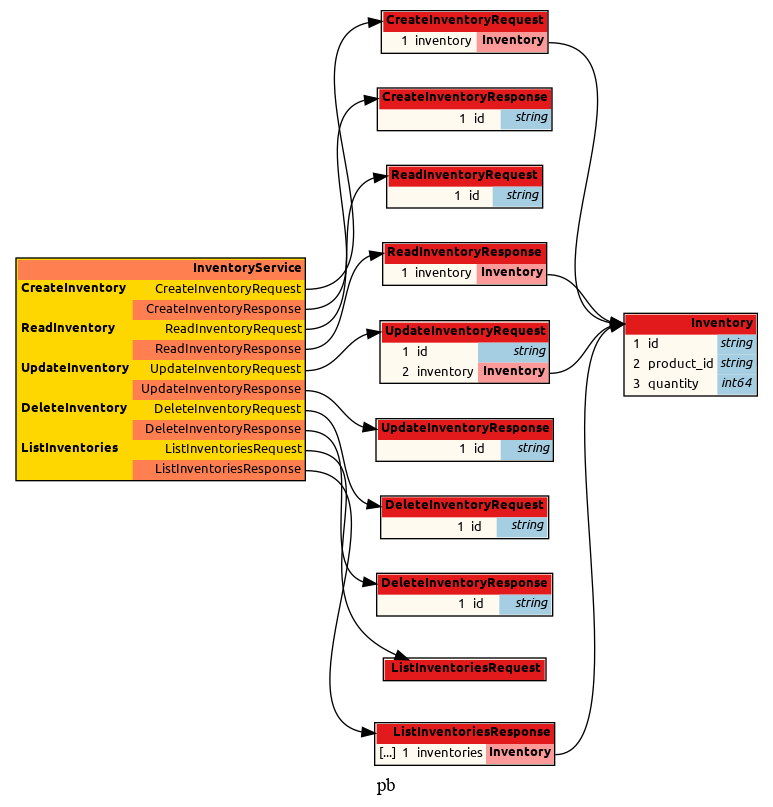 InventoryService
CreateInventory CreateInventoryRequest
CreateInventoryResponse
ReadInventory ReadInventoryRequest
ReadInventoryResponse
UpdateInventory UpdateInventoryRequest
UpdateInventoryResponse
DeleteInventory DeleteInventoryRequest
DeleteInventoryResponse
ListInventories ListInventoriesRequest
ListInventoriesResponse
CreateInventoryRequest
1 inventory Inventory
CreateInventoryResponse
1 id string
ReadInventoryRequest
1 id string
ReadInventoryResponse
1 inventory Inventory
UpdateInventoryRequest
1 id string
2 inventory Inventory
UpdateInventoryResponse
1 id string
DeleteInventoryRequest
1 id string
DeleteInventoryResponse
1 id string
ListInventoriesRequest
ListInventoriesResponse
[...] 1 inventories Inventory
Inventory
1 id string
2 product_id string
3 quantity int64
pb